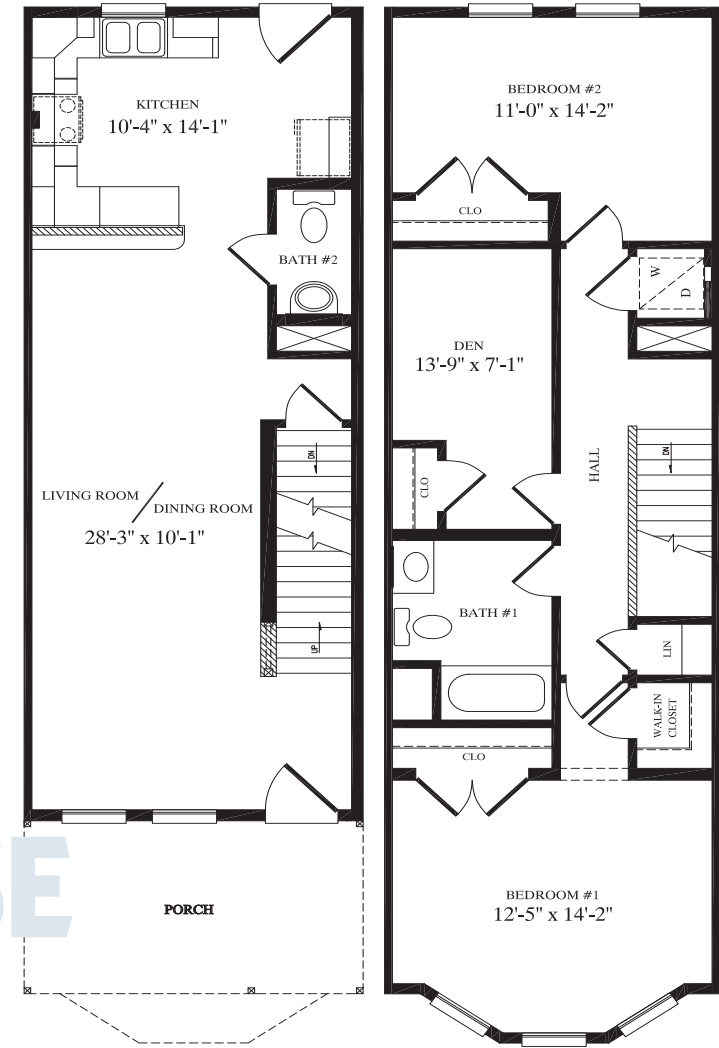 KITCHEN
10'-4" x 14'-1"
BATH #2
DN
LIVING ROOM / DINING ROOM
28'-3" x 10'-1"
UP
SE
PORCH
BEDROOM #2
11'-0" x 14'-2"
CLO
W
D
DEN
13'-9" x 7'-1"
CLO
HALL
DN
BATH #1
LIN
WALK-IN
CLOSET
CLO
BEDROOM #1
12'-5" x 14'-2"